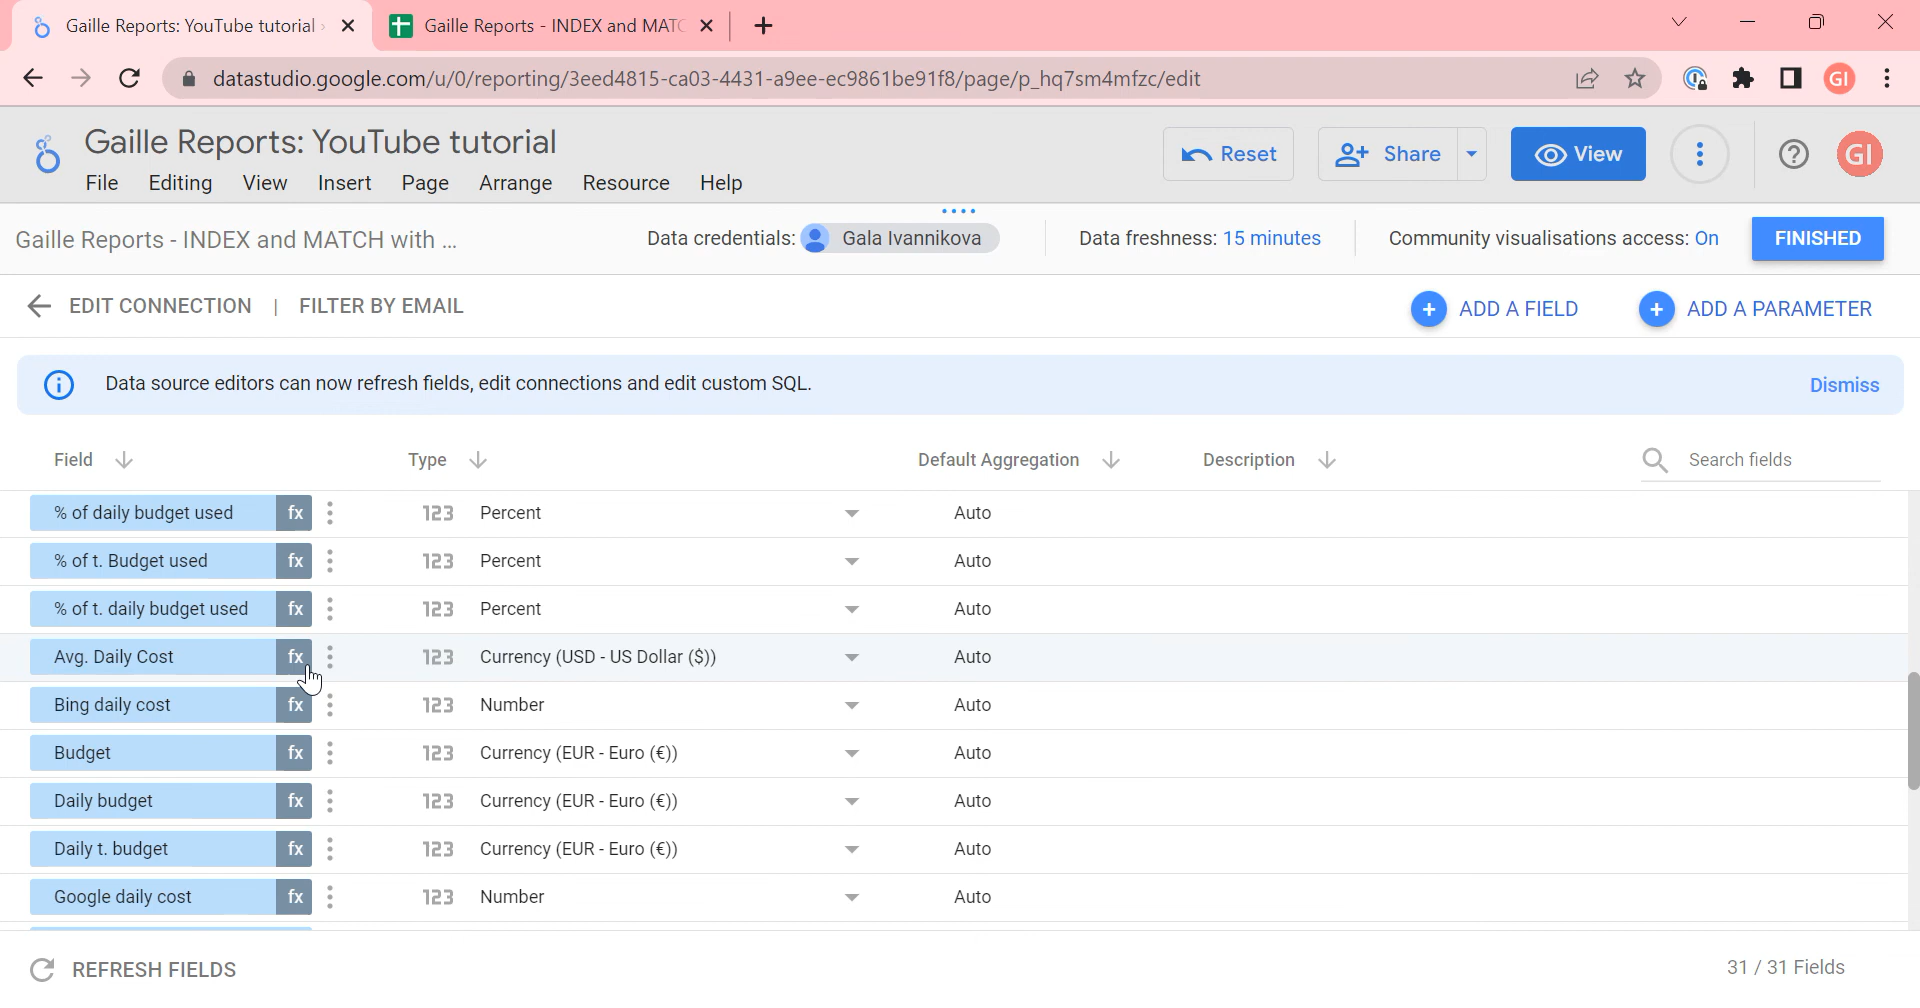 Gaille Reports: YouTube tutorial
Gaille Reports - INDEX and MATC
datastudio.google.com/u/0/reporting/3eed4815-ca03-4431-a9ee-ec9861be91f8/page/p_hq7sm4mfzc/edit
GI
Gaille Reports: YouTube tutorial
Reset
Share
View
GI
File Editing View Insert Page Arrange Resource Help
Gaille Reports - INDEX and MATCH with ...
Data credentials: Gala Ivannikova
Data freshness: 15 minutes
Community visualisations access: On
FINISHED
EDIT CONNECTION | FILTER BY EMAIL
+ ADD A FIELD
+ ADD A PARAMETER
Data source editors can now refresh fields, edit connections and edit custom SQL.
Dismiss
Field Type Default Aggregation Description Search fields
% of daily budget used fx 123 Percent Auto
% of t. Budget used fx 123 Percent Auto
% of t. daily budget used fx 123 Percent Auto
Avg. Daily Cost fx 123 Currency (USD - US Dollar ($)) Auto
Bing daily cost fx 123 Number Auto
Budget fx 123 Currency (EUR - Euro (€)) Auto
Daily budget fx 123 Currency (EUR - Euro (€)) Auto
Daily t. budget fx 123 Currency (EUR - Euro (€)) Auto
Google daily cost fx 123 Number Auto
REFRESH FIELDS
31 / 31 Fields